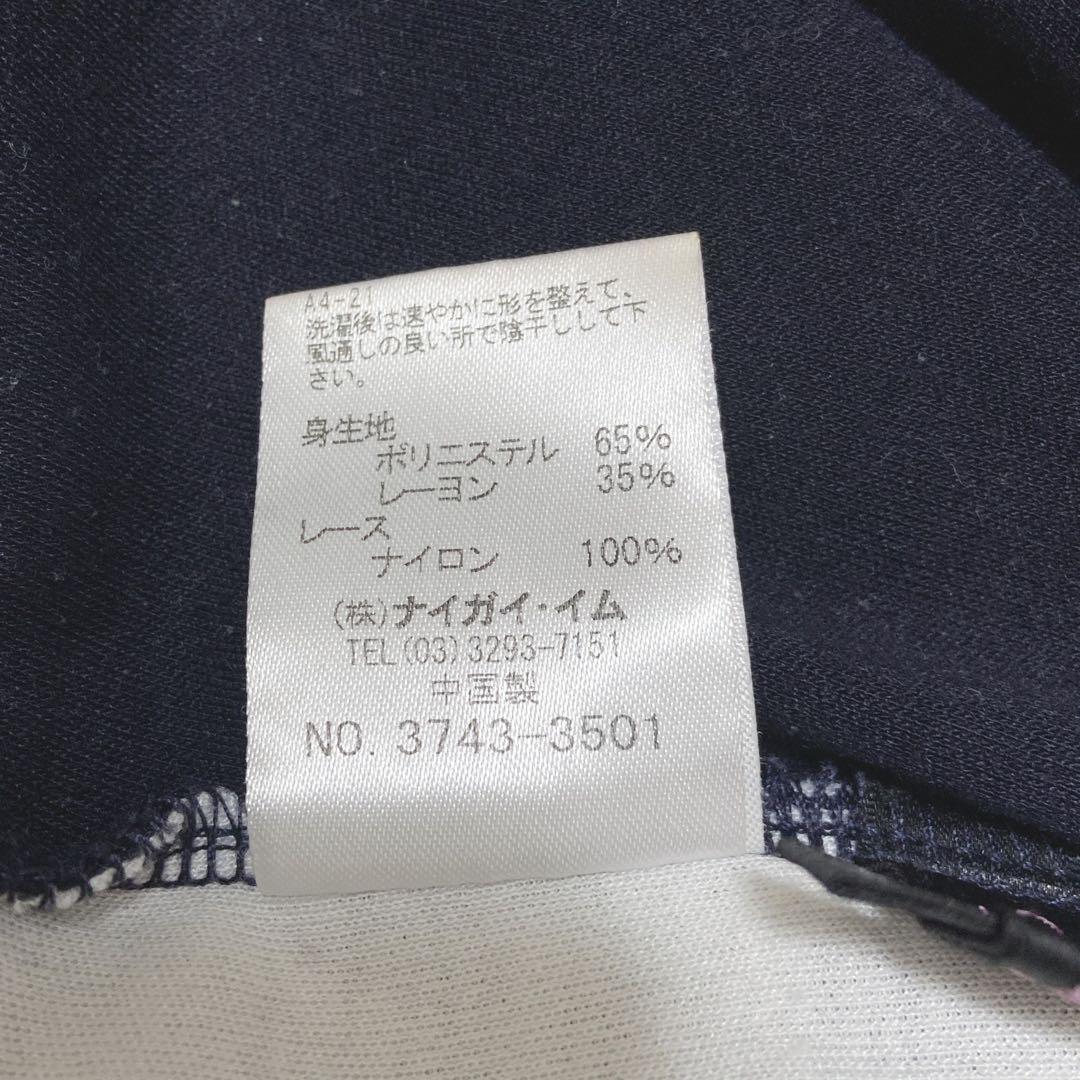 A4-21
洗濯後は速やかに形を整えて、
風通しの良い所で陰干しして下
さい。
身生地
ポリエステル 65%
レーヨン 35%
レース
ナイロン 100%
(株)ナイガイ・イム
TEL(03)3293-7151
中国製
NO. 3743-3501